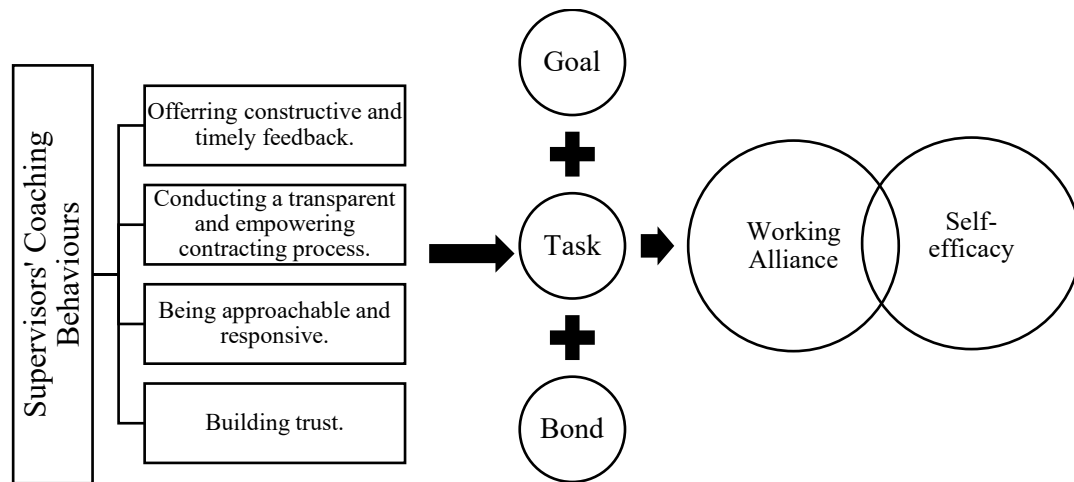 Supervisors' Coaching
Behaviours
Offerring constructive and
timely feedback.
Conducting a transparent
and empowering
contracting process.
Being approachable and
responsive.
Building trust.
Goal
Task
Bond
Working
Alliance
Self-
efficacy